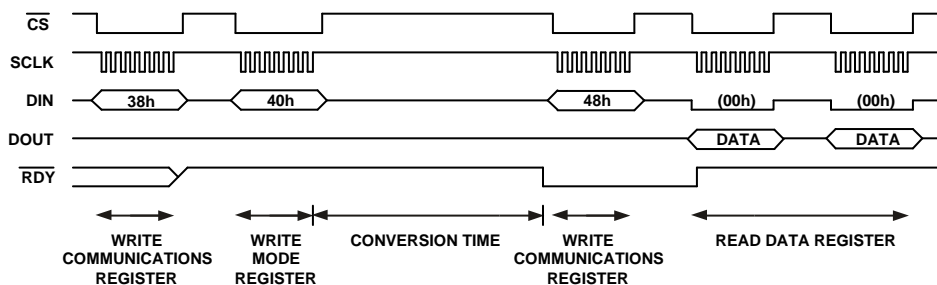 CS
SCLK
DIN 38h 40h 48h (00h) (00h)
DOUT DATA DATA
RDY
WRITE COMMUNICATIONS REGISTER
WRITE MODE REGISTER
CONVERSION TIME
WRITE COMMUNICATIONS REGISTER
READ DATA REGISTER